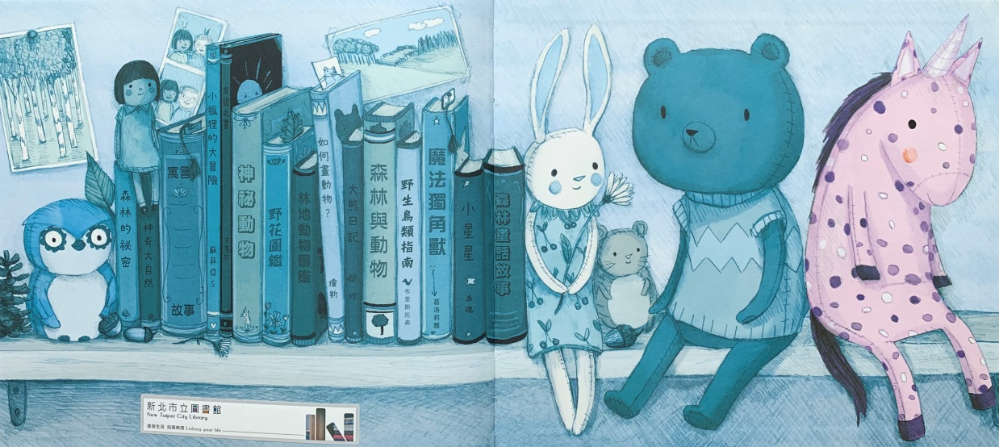 森林的祕密
神奇大自然
寓言
故事
小狐狸的大冒險
蘇菲亞S
神祕動物
野花圖鑑
林地動物圖鑑
如何畫動物?
瓊斯
大熊日記
珍
森林與動物
野生鳥類指南
布里斯托弗
魔法獨角獸
葛洛莉雅
小星星
派瑞
森林童話故事
新北市立圖書館
New Taipei City Library
連接生活 知識無限 Linking your life